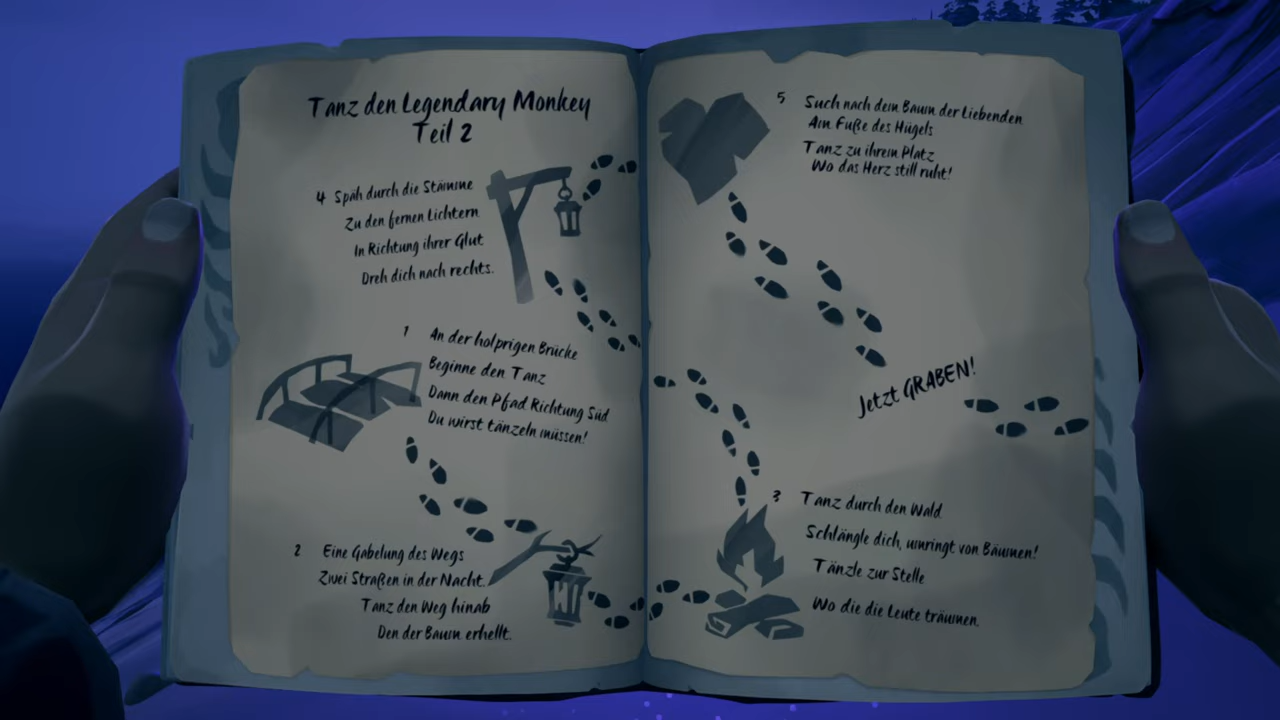 Tanz den Legendary Monkey
Teil 2
4 Späh durch die Stämme
Zu den fernen Lichtern
In Richtung ihrer Glut
Dreh dich nach rechts.
1 An der holprigen Brücke
Beginne den Tanz
Dann den Pfad Richtung Süd
Du wirst tänzeln müssen!
2 Eine Gabelung des Wegs
Zwei Straßen in der Nacht.
Tanz den Weg hinab
Den der Baum erhellt.
5 Such nach dem Baum der Liebenden
Am Fuße des Hügels
Tanz zu ihrem Platz
Wo das Herz still ruht!
Jetzt GRABEN!
3 Tanz durch den Wald
Schlängle dich, umringt von Bäumen!
Tänzle zur Stelle
Wo die die Leute träumen.